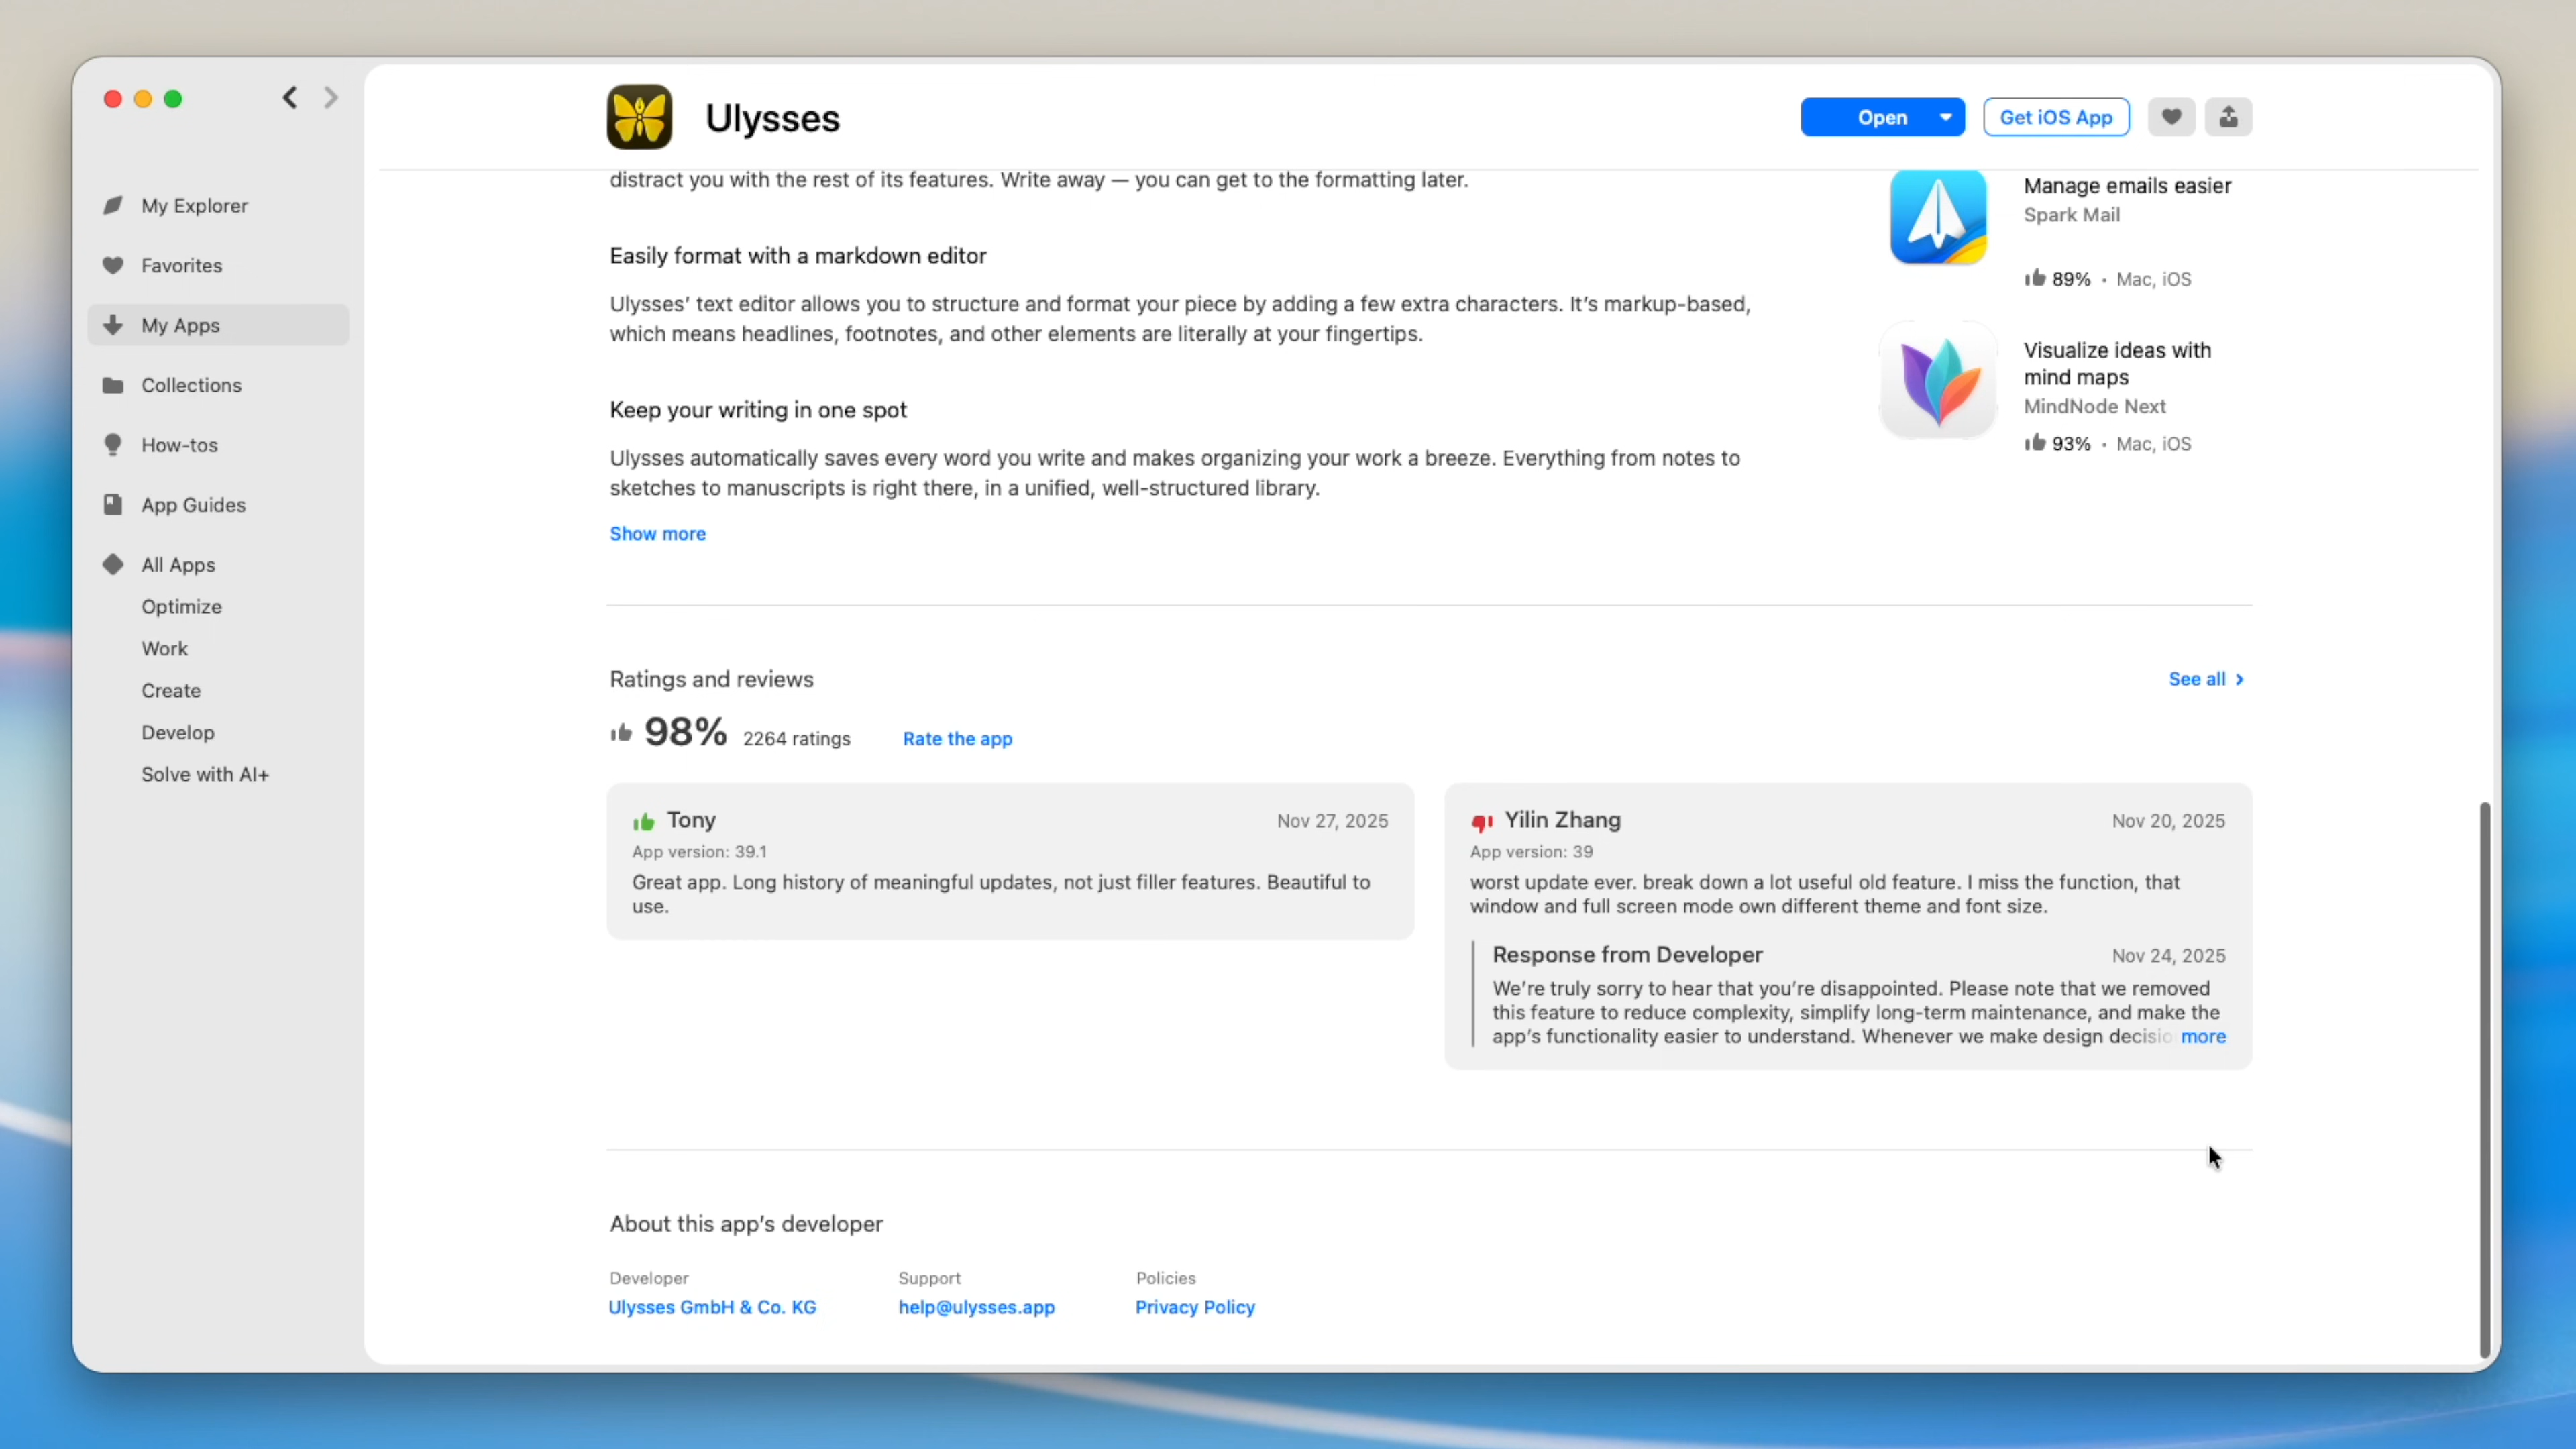 Ulysses
Open
Get iOS App
My Explorer
Favorites
My Apps
Collections
How-tos
App Guides
All Apps
Optimize
Work
Create
Develop
Solve with AI+
distract you with the rest of its features. Write away — you can get to the formatting later.
Easily format with a markdown editor
Ulysses’ text editor allows you to structure and format your piece by adding a few extra characters. It’s markup-based,
which means headlines, footnotes, and other elements are literally at your fingertips.
Keep your writing in one spot
Ulysses automatically saves every word you write and makes organizing your work a breeze. Everything from notes to
sketches to manuscripts is right there, in a unified, well-structured library.
Show more
Manage emails easier
Spark Mail
89% • Mac, iOS
Visualize ideas with
mind maps
MindNode Next
93% • Mac, iOS
Ratings and reviews
See all
98% 2264 ratings Rate the app
Tony Nov 27, 2025
App version: 39.1
Great app. Long history of meaningful updates, not just filler features. Beautiful to
use.
Yilin Zhang Nov 20, 2025
App version: 39
worst update ever. break down a lot useful old feature. I miss the function, that
window and full screen mode own different theme and font size.
Response from Developer Nov 24, 2025
We’re truly sorry to hear that you’re disappointed. Please note that we removed
this feature to reduce complexity, simplify long-term maintenance, and make the
app’s functionality easier to understand. Whenever we make design decisio more
About this app’s developer
Developer Support Policies
Ulysses GmbH & Co. KG help@ulysses.app Privacy Policy